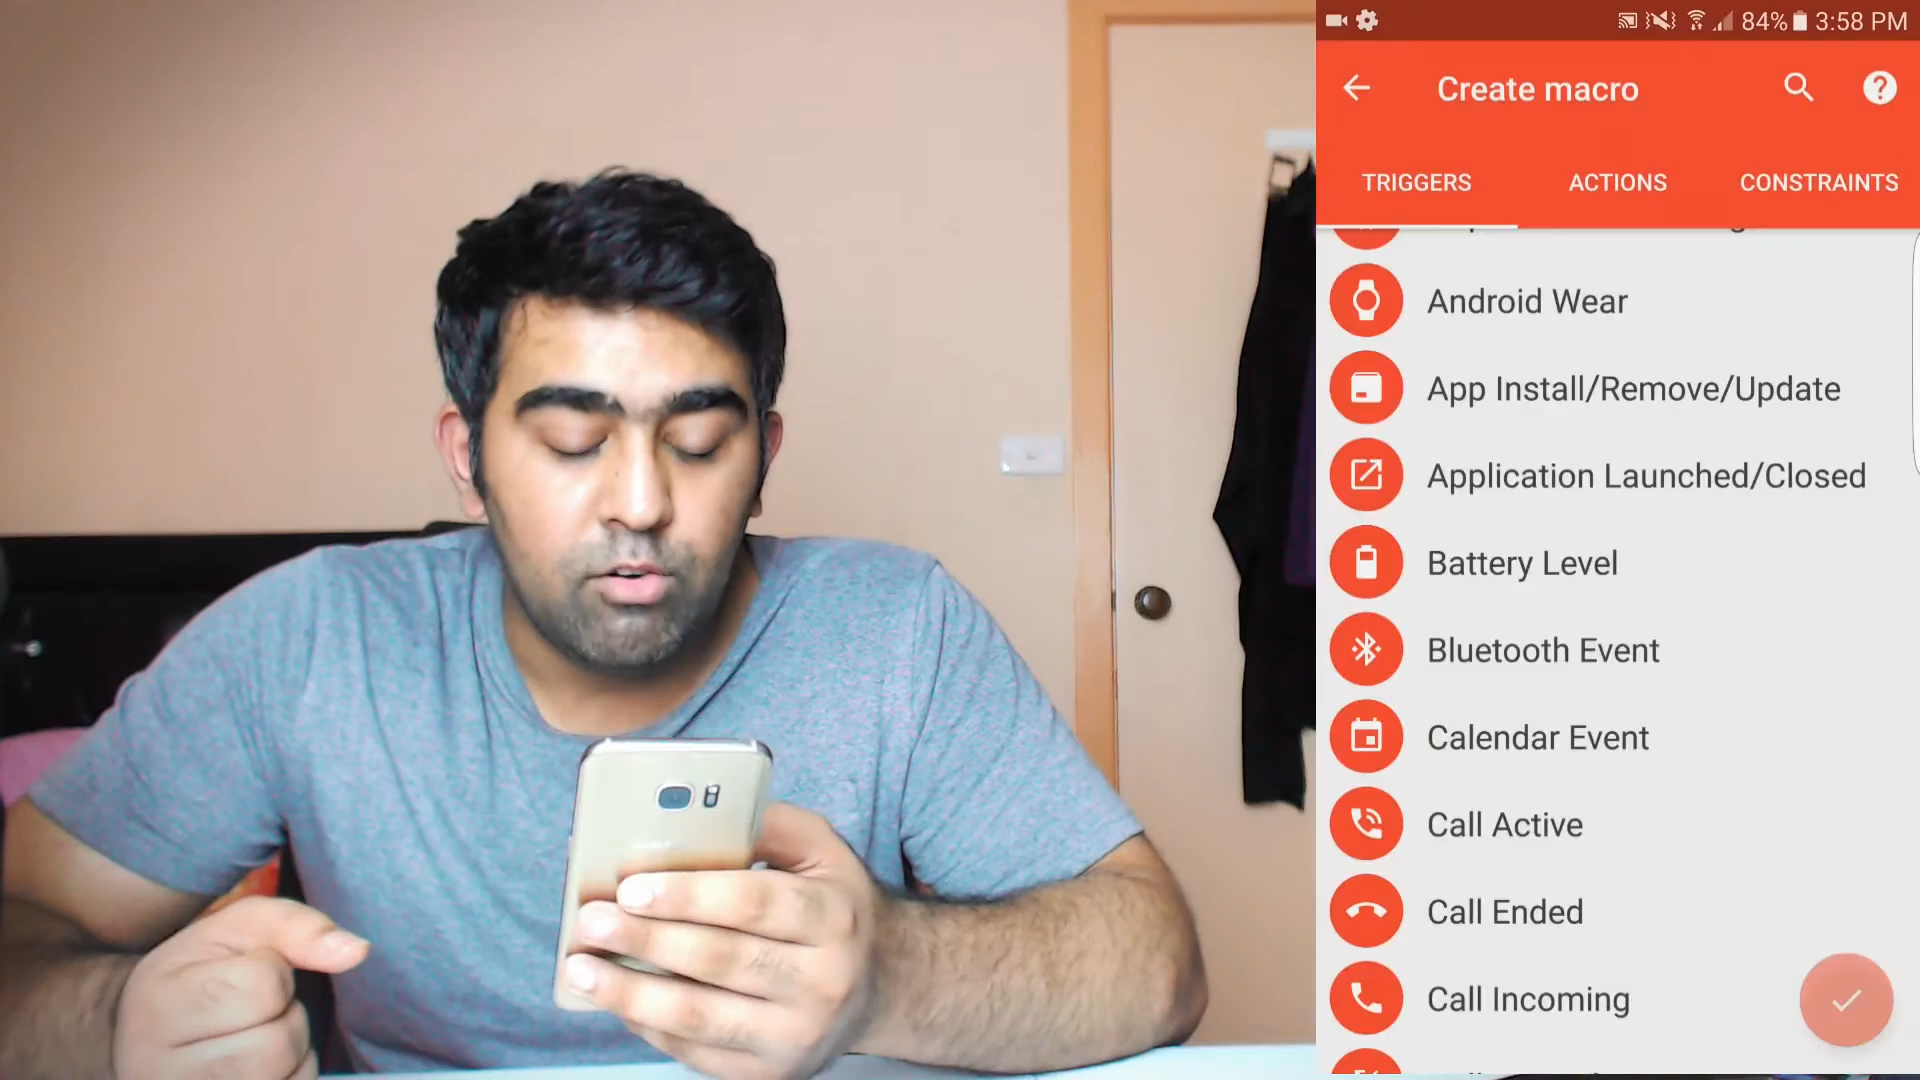 84% 3:58 PM
Create macro
TRIGGERS ACTIONS CONSTRAINTS
Android Wear
App Install/Remove/Update
Application Launched/Closed
Battery Level
Bluetooth Event
Calendar Event
Call Active
Call Ended
Call Incoming